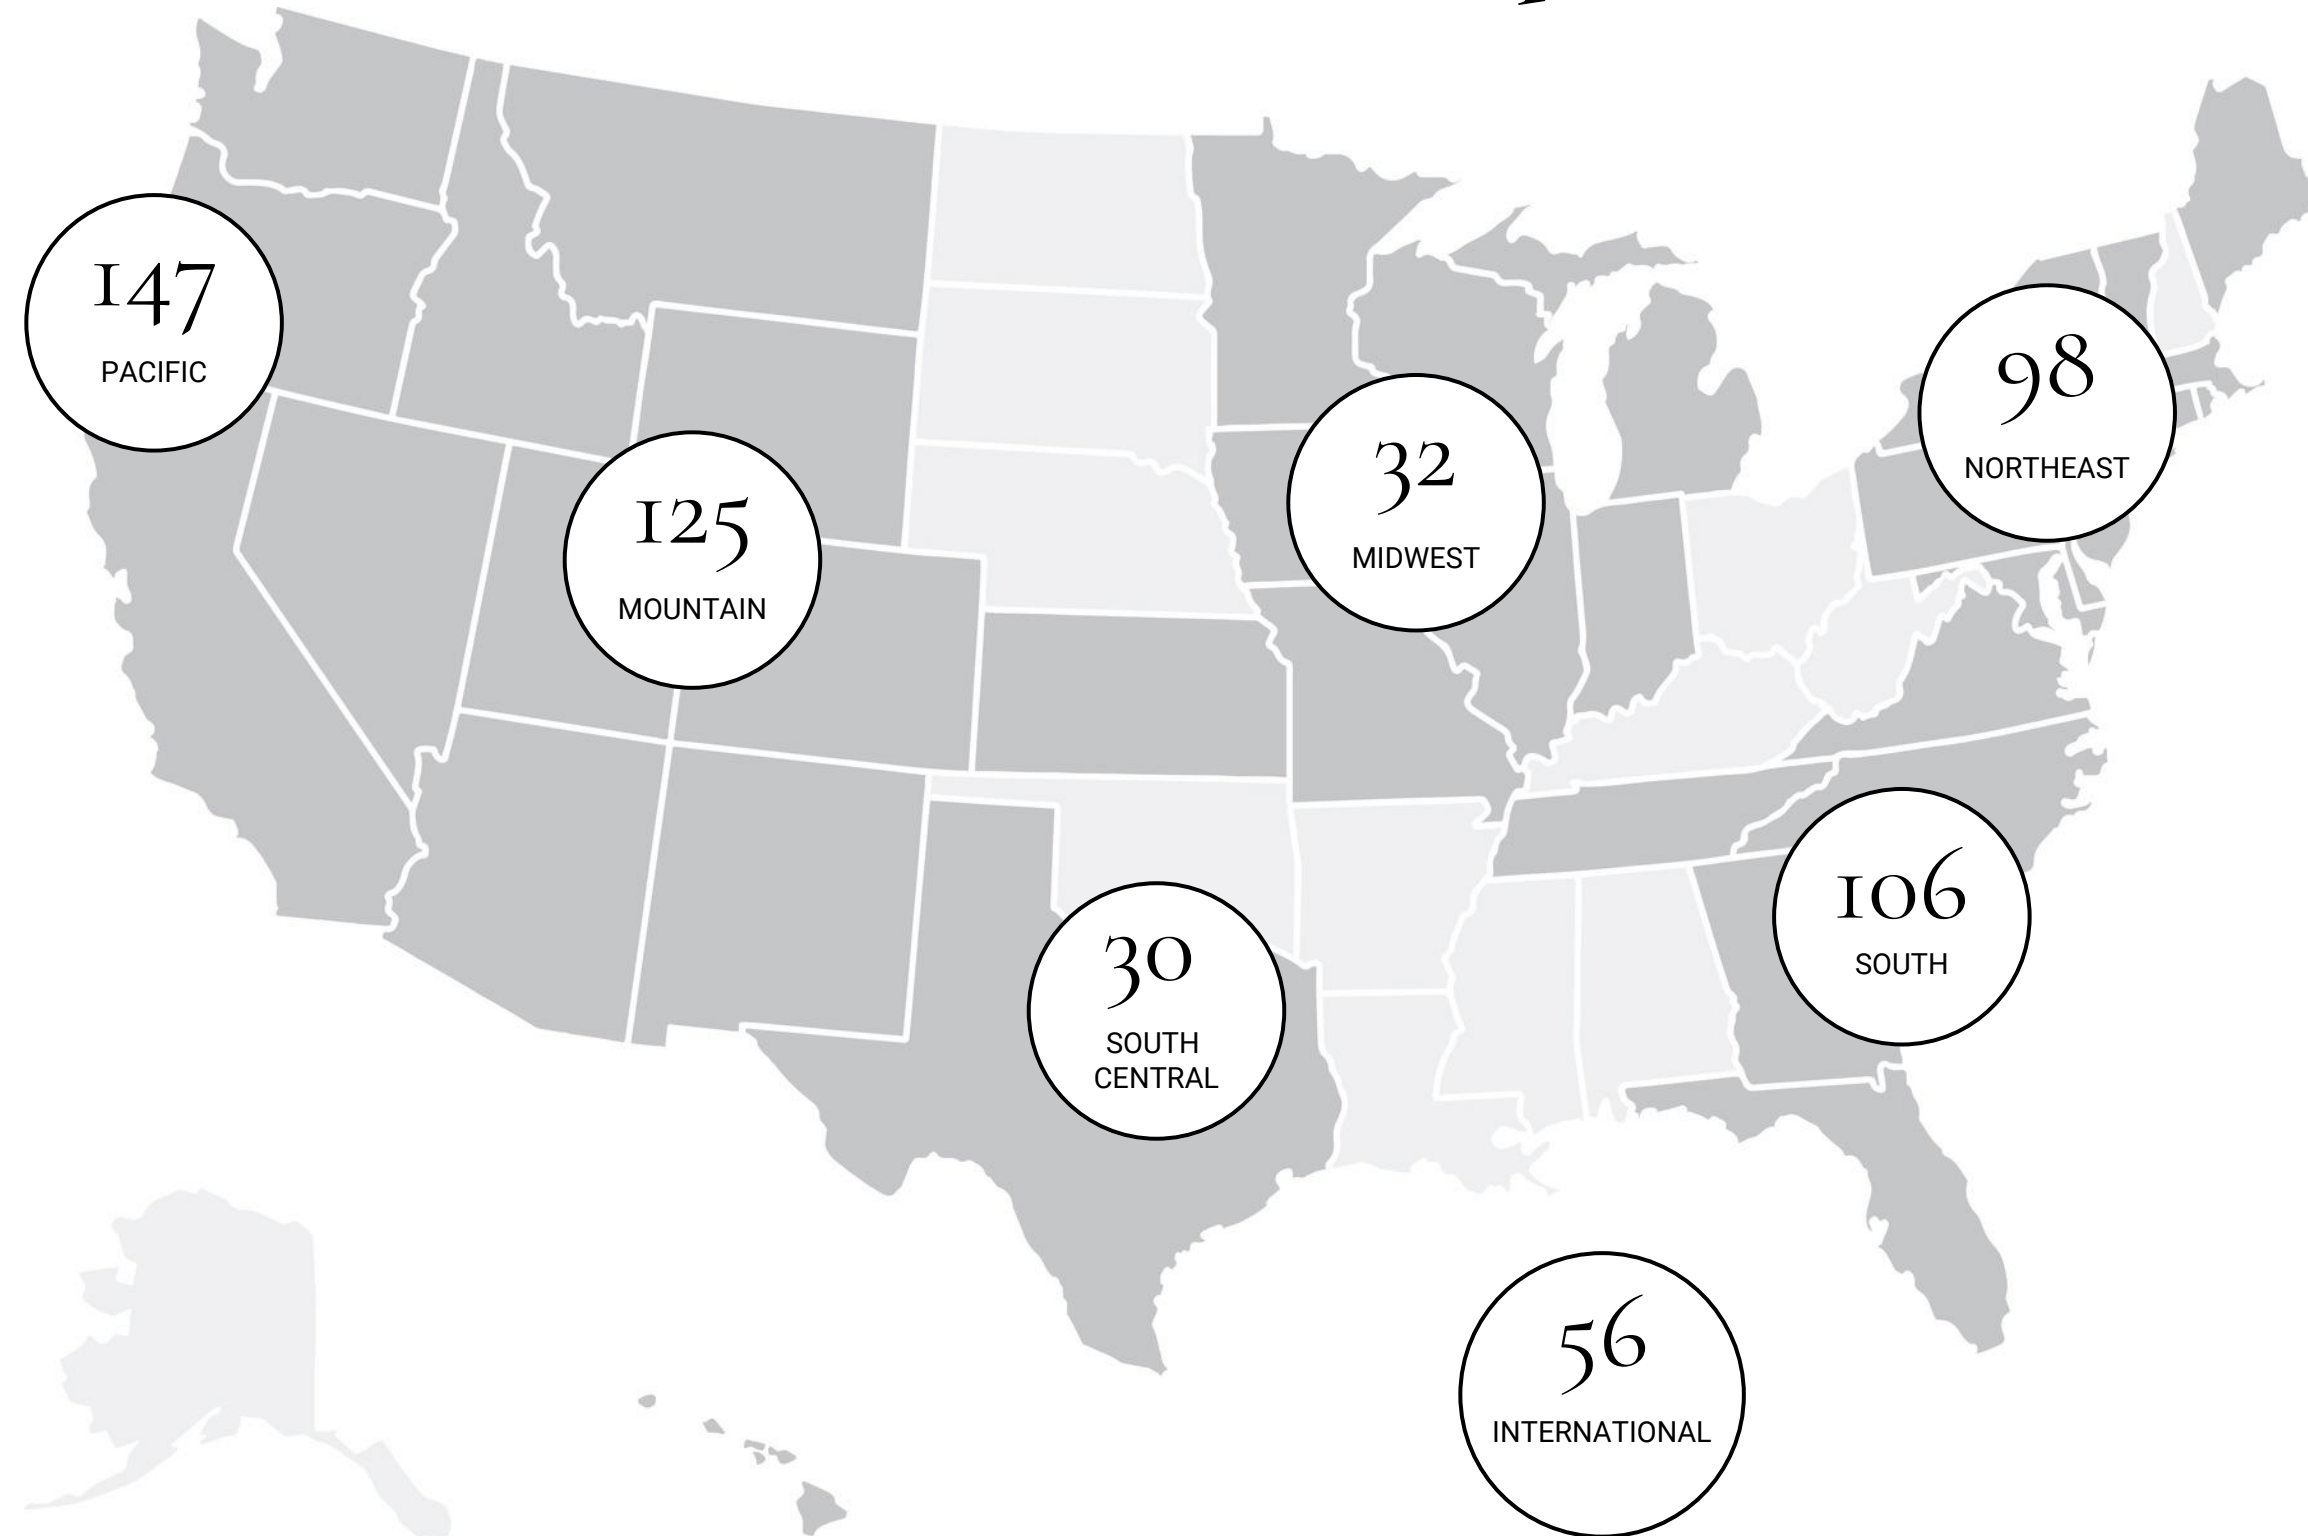 147
PACIFIC
125
MOUNTAIN
32
MIDWEST
98
NORTHEAST
30
SOUTH
CENTRAL
106
SOUTH
56
INTERNATIONAL